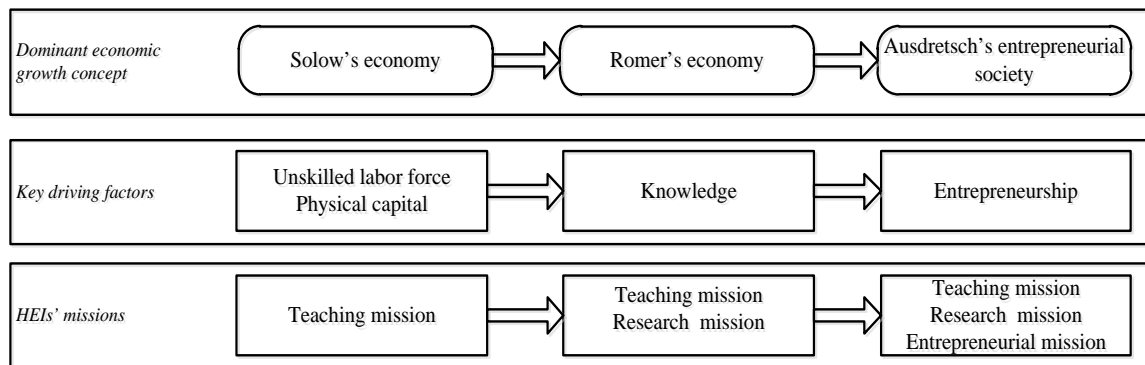 Dominant economic
growth concept
Solow's economy
Romer's economy
Ausdretsch's entrepreneurial
society
Key driving factors
Unskilled labor force
Physical capital
Knowledge
Entrepreneurship
HEIs' missions
Teaching mission
Teaching mission
Research mission
Teaching mission
Research mission
Entrepreneurial mission